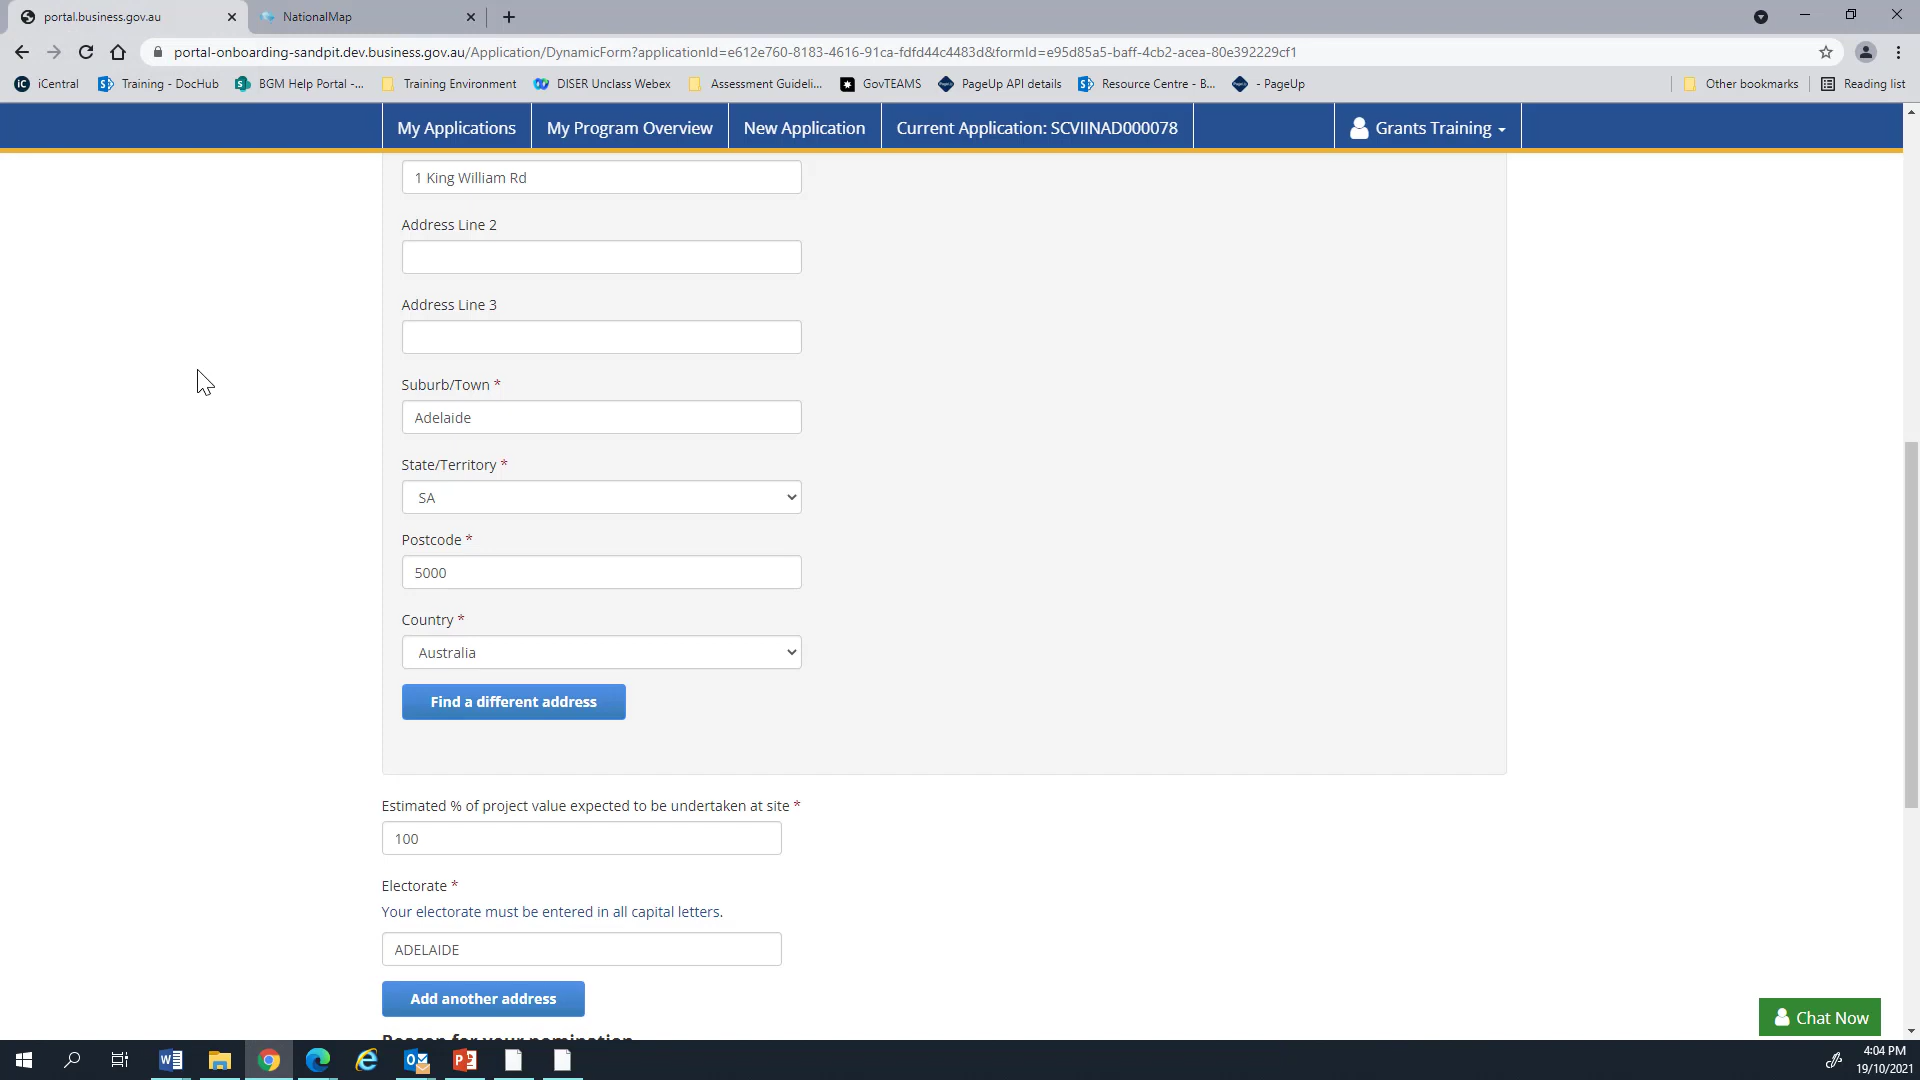 portal.business.gov.au
NationalMap
portal-onboarding-sandpit.dev.business.gov.au/Application/DynamicForm?applicationId=e612e760-8183-4616-91ca-fdfd44c4483d&formId=e95d85a5-baff-4cb2-acea-80e392229cf1
iCentral
Training - DocHub
BGM Help Portal -...
Training Environment
DISER Unclass Webex
Assessment Guideli...
GovTEAMS
PageUp API details
Resource Centre - B...
- PageUp
Other bookmarks
Reading list
My Applications
My Program Overview
New Application
Current Application: SCVIINAD000078
Grants Training
1 King William Rd
Address Line 2
Address Line 3
Suburb/Town *
Adelaide
State/Territory *
SA
Postcode *
5000
Country *
Australia
Find a different address
Estimated % of project value expected to be undertaken at site *
100
Electorate *
Your electorate must be entered in all capital letters.
ADELAIDE
Add another address
Reason for your nomination
Chat Now
4:04 PM
19/10/2021